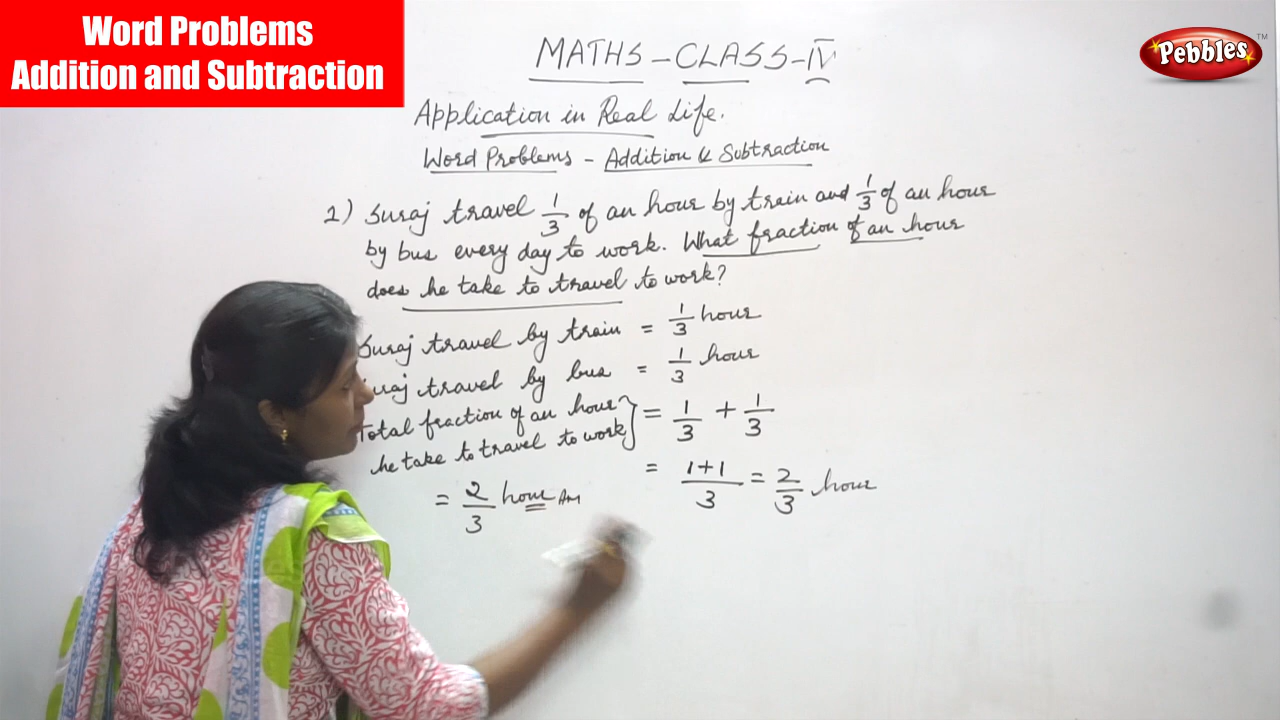 Word Problems
Addition and Subtraction
Pebbles™
MATHS - CLASS - IV
Application in Real Life.
Word Problems - Addition & Subtraction
1) Suraj travel 1/3 of an hour by train and 1/3 of an hour
by bus every day to work. What fraction of an hour
does he take to travel to work?
Suraj travel by train = 1/3 hour
uraj travel by bus = 1/3 hour
Total fraction of an hour
he take to travel to work } = 1/3 + 1/3
= 1+1/3 = 2/3 hour
= 2/3 hour Ans